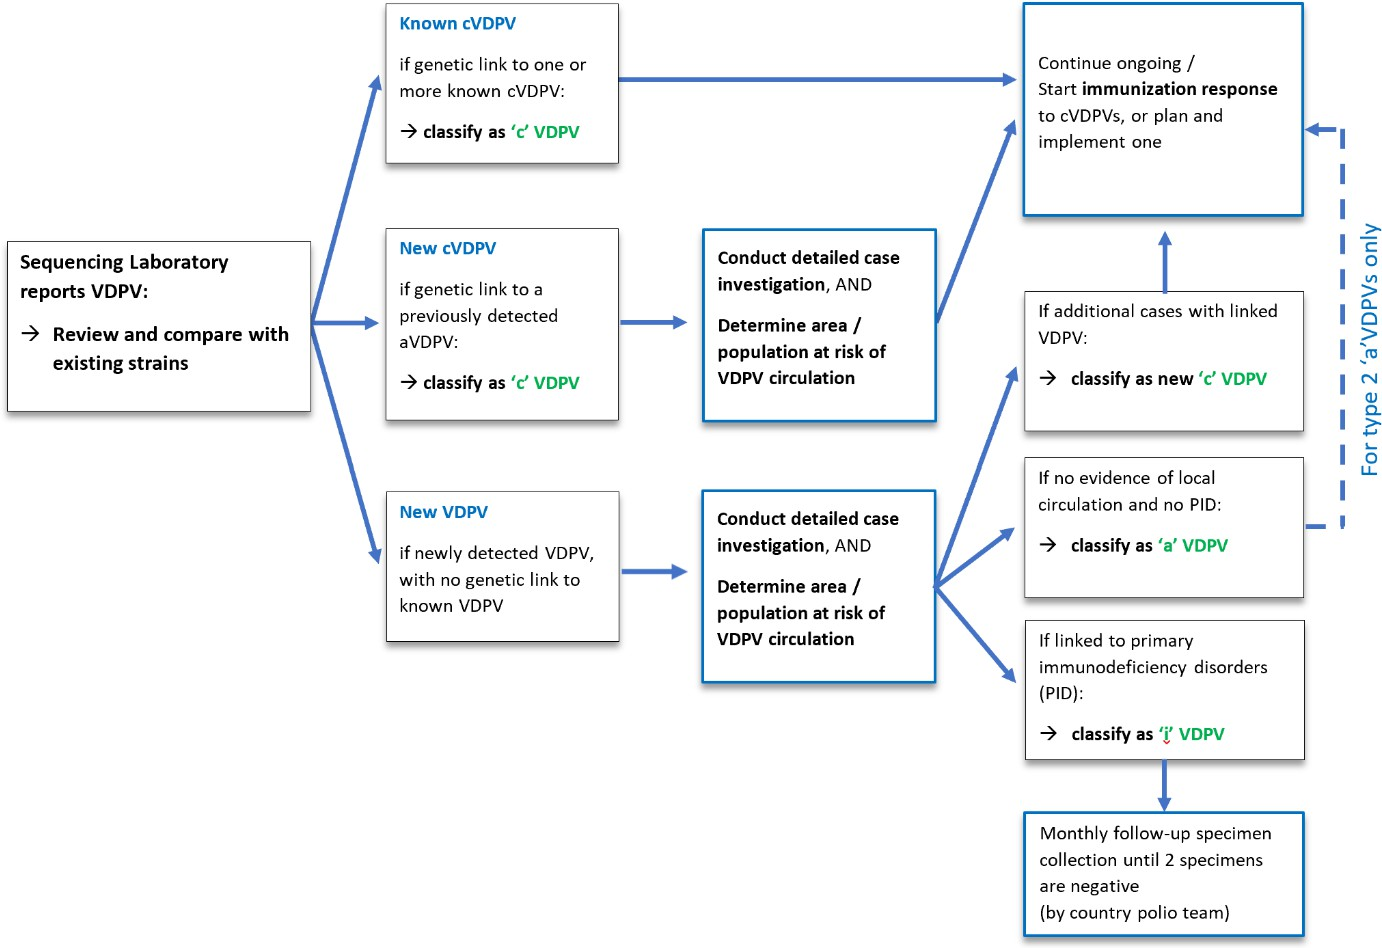 Known cVDPV
if genetic link to one or
more known cVDPV:
→ classify as ‘c’ VDPV
Continue ongoing /
Start immunization response
to cVDPVs, or plan and
implement one
Sequencing Laboratory
reports VDPV:
→ Review and compare with
existing strains
New cVDPV
if genetic link to a
previously detected
aVDPV:
→ classify as ‘c’ VDPV
Conduct detailed case
investigation, AND
Determine area /
population at risk of
VDPV circulation
If additional cases with linked
VDPV:
→ classify as new ‘c’ VDPV
For type 2 ‘a’VDPVs only
New VDPV
if newly detected VDPV,
with no genetic link to
known VDPV
Conduct detailed case
investigation, AND
Determine area /
population at risk of
VDPV circulation
If no evidence of local
circulation and no PID:
→ classify as ‘a’ VDPV
If linked to primary
immunodeficiency disorders
(PID):
→ classify as ‘i’ VDPV
Monthly follow-up specimen
collection until 2 specimens
are negative
(by country polio team)